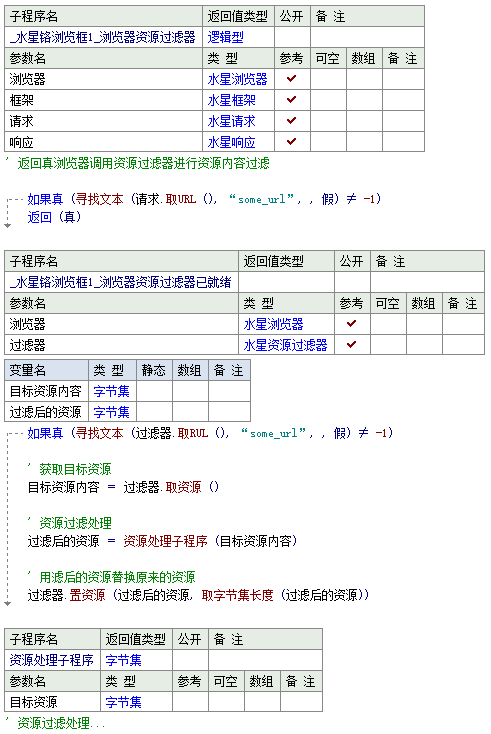 子程序名 返回值类型 公开 备 注
_水星铬浏览框1_浏览器资源过滤器 逻辑型
参数名 类 型 参考 可空 数组 备 注
浏览器 水星浏览器 ✓
框架 水星框架 ✓
请求 水星请求 ✓
响应 水星响应 ✓
' 返回真浏览器调用资源过滤器进行资源内容过滤
如果真 (寻找文本 (请求.取URL (), “some_url”, , 假) ≠ -1)
返回 (真)
子程序名 返回值类型 公开 备 注
_水星铬浏览框1_浏览器资源过滤器已就绪
参数名 类 型 参考 可空 数组 备 注
浏览器 水星浏览器 ✓
过滤器 水星资源过滤器 ✓
变量名 类 型 静态 数组 备 注
目标资源内容 字节集
过滤后的资源 字节集
如果真 (寻找文本 (过滤器.取RUL (), “some_url”, , 假) ≠ -1)
' 获取目标资源
目标资源内容 = 过滤器.取资源 ()
' 资源过滤处理
过滤后的资源 = 资源处理子程序 (目标资源内容)
' 用滤后的资源替换原来的资源
过滤器.置资源 (过滤后的资源, 取字节集长度 (过滤后的资源))
子程序名 返回值类型 公开 备 注
资源处理子程序 字节集
参数名 类 型 参考 可空 数组 备 注
目标资源 字节集
' 资源过滤处理...